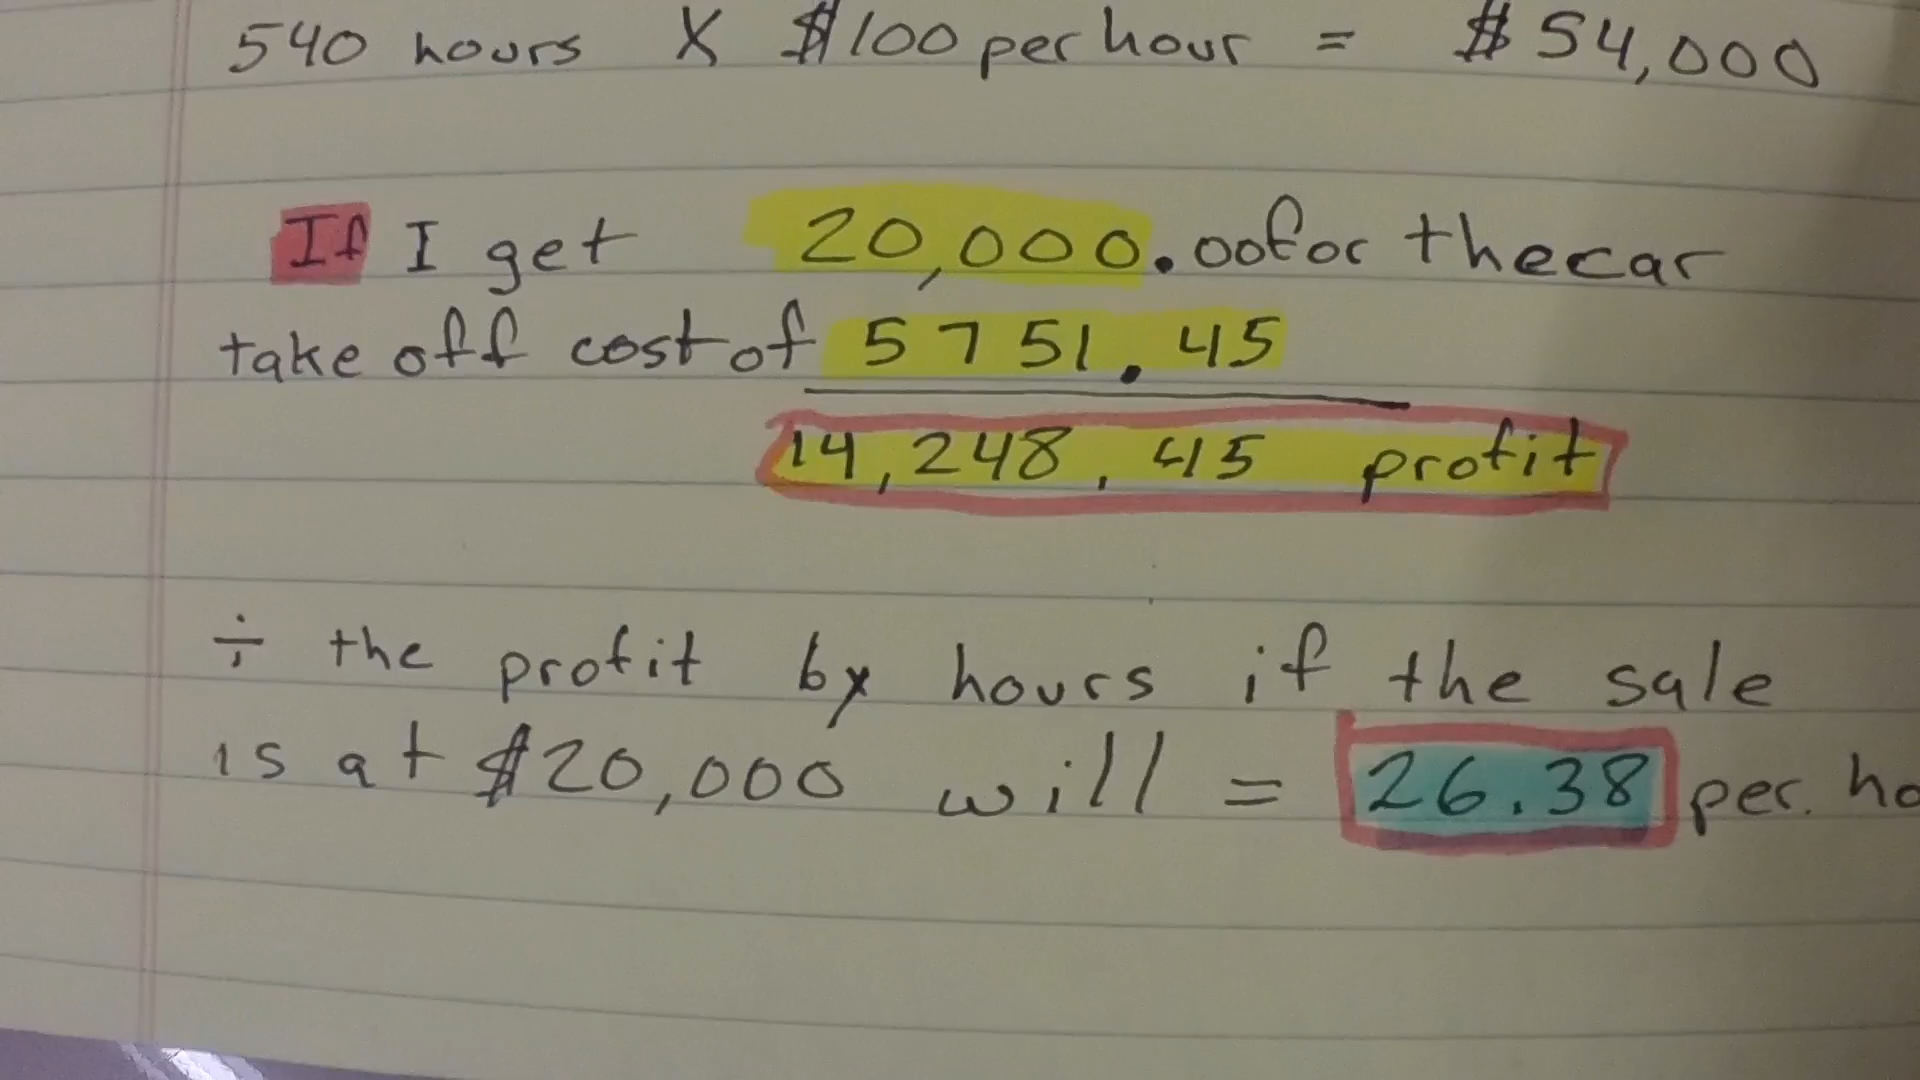 540 hours X $100 per hour = $54,000
If I get 20,000.00 for the car
take off cost of 5751.45
14,248,45 profit
÷ the profit by hours if the sale
is at $20,000 will = 26.38 per. ho